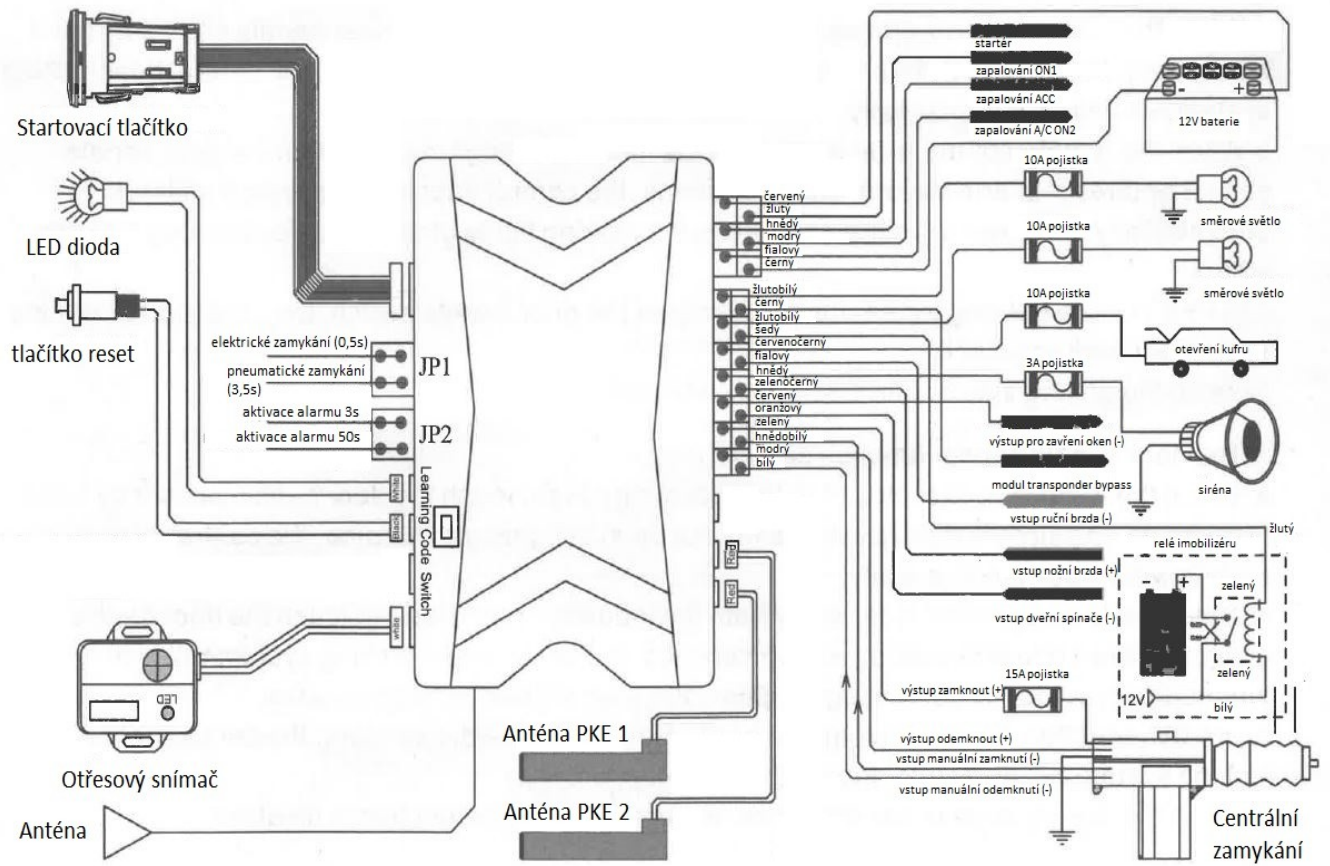 Startovací tlačítko
LED dioda
tlačítko reset
elektrické zamykání (0,5s)
pneumatické zamykání
(3,5s)
JP1
aktivace alarmu 3s
aktivace alarmu 50s
JP2
White
Black
Learning Code Switch
white
LED
Otřesový snímač
Anténa
Anténa PKE 1
Anténa PKE 2
Red
Red
červený
žlutý
hnědý
modrý
fialový
černý
žlutobílý
černý
žlutobílý
šedý
červenočerný
fialový
hnědý
zelenočerný
červený
oranžový
zelený
hnědobílý
modrý
bílý
startér
zapalování ON1
zapalování ACC
zapalování A/C ON2
- +
12V baterie
10A pojistka
směrové světlo
10A pojistka
směrové světlo
10A pojistka
otevření kufru
3A pojistka
siréna
výstup pro zavření oken (-)
modul transponder bypass
vstup ruční brzda (-)
vstup nožní brzda (+)
vstup dveřní spínače (-)
žlutý
relé imobilizéru
- +
zelený
zelený
12V
bílý
15A pojistka
výstup zamknout (+)
výstup odemknout (+)
vstup manuální zamknutí (-)
vstup manuální odemknutí (-)
Centrální
zamykání